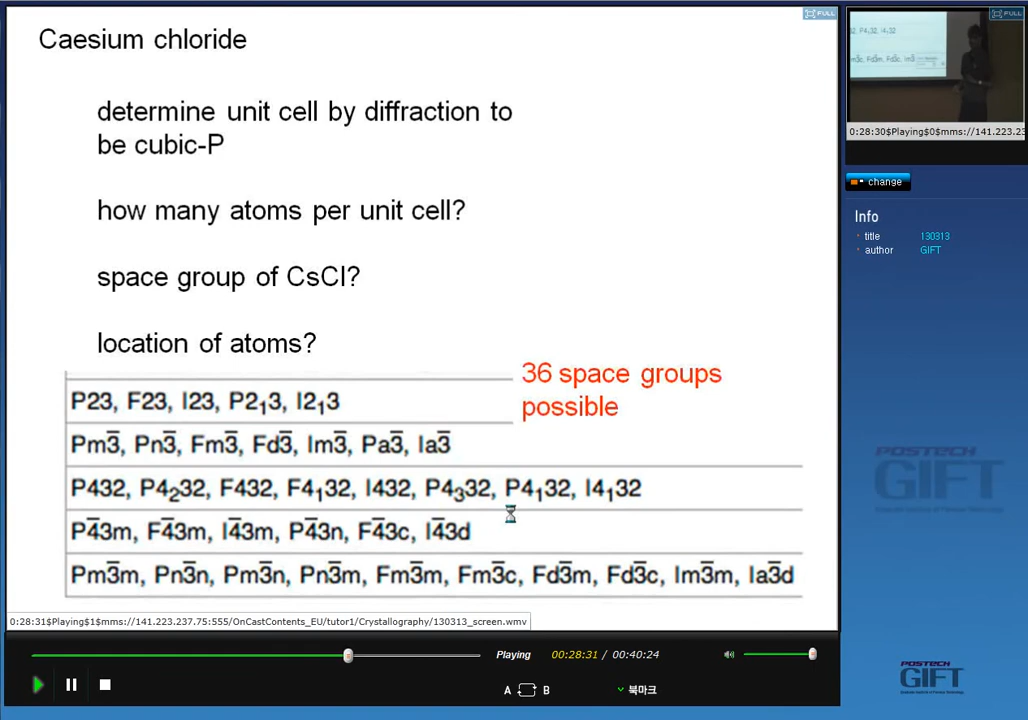 Caesium chloride
FULL
determine unit cell by diffraction to
be cubic-P
how many atoms per unit cell?
space group of CsCl?
location of atoms?
36 space groups
possible
P23, F23, I23, P2₁3, I2₁3
Pm3̅, Pn3̅, Fm3̅, Fd3̅, Im3̅, Pa3̅, Ia3̅
P432, P4₂32, F432, F4₁32, I432, P4₃32, P4₁32, I4₁32
P4̅3m, F4̅3m, I4̅3m, P4̅3n, F4̅3c, I4̅3d
Pm3̅m, Pn3̅n, Pm3̅n, Pn3̅m, Fm3̅m, Fm3̅c, Fd3̅m, Fd3̅c, Im3̅m, Ia3̅d
0:28:31$Playing$1$mms://141.223.237.75:555/OnCastContents_EU/tutor1/Crystallography/130313_screen.wmv
Playing 00:28:31 / 00:40:24
A B 북마크
FULL
0:28:30$Playing$0$mms://141.223.23
change
Info
title 130313
author GIFT
POSTECH
GIFT
POSTECH
GIFT